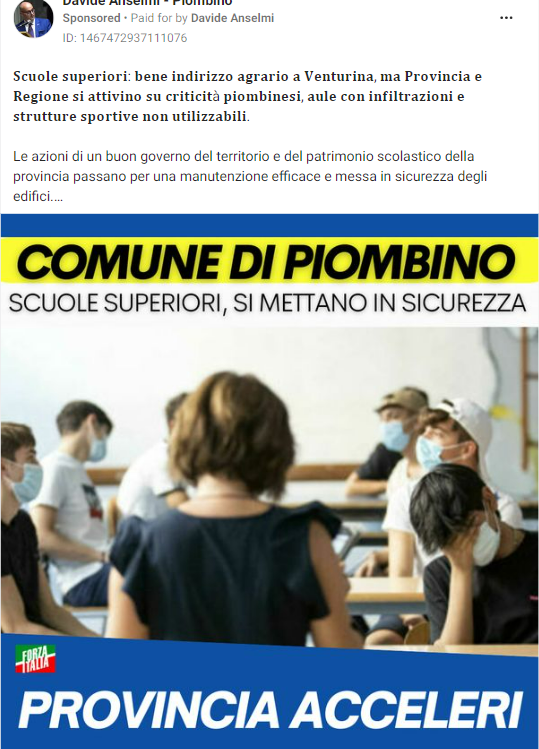 Davide Anselmi - Piombino
Sponsored • Paid for by Davide Anselmi
ID: 1467472937111076
Scuole superiori: bene indirizzo agrario a Venturina, ma Provincia e
Regione si attivino su criticità piombinesi, aule con infiltrazioni e
strutture sportive non utilizzabili.
Le azioni di un buon governo del territorio e del patrimonio scolastico della
provincia passano per una manutenzione efficace e messa in sicurezza degli
edifici....
COMUNE DI PIOMBINO
SCUOLE SUPERIORI, SI METTANO IN SICUREZZA
FORZA
ITALIA
PROVINCIA ACCELERI